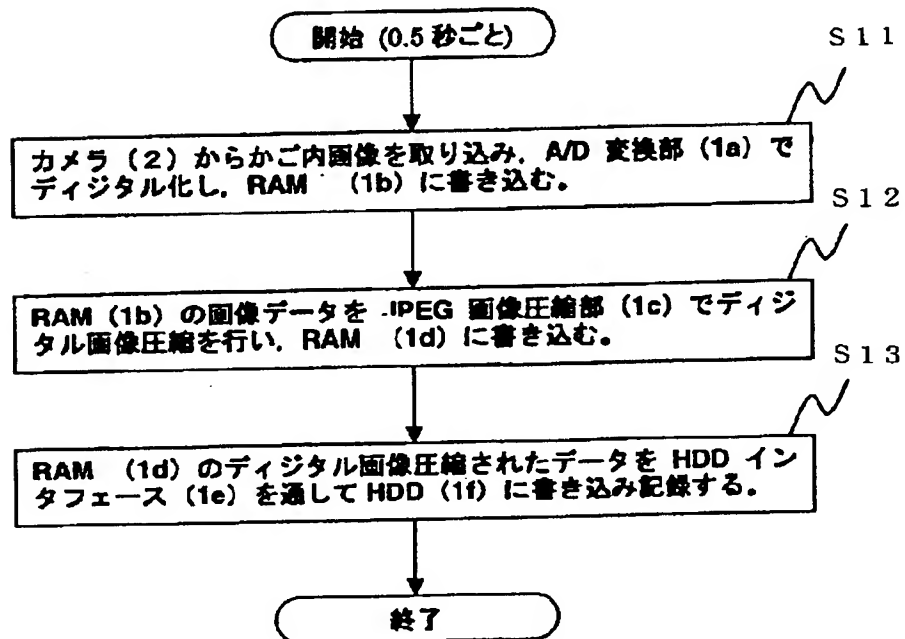 開始 (0.5 秒ごと)
S11
カメラ (2) からかご内画像を取り込み, A/D 変換部 (1a) で
ディジタル化し, RAM (1b) に書き込む。
S12
RAM (1b) の画像データを JPEG 画像圧縮部 (1c) でディジ
タル画像圧縮を行い, RAM (1d) に書き込む。
S13
RAM (1d) のディジタル画像圧縮されたデータを HDD イン
タフェース (1e) を通して HDD (1f) に書き込み記録する。
終了